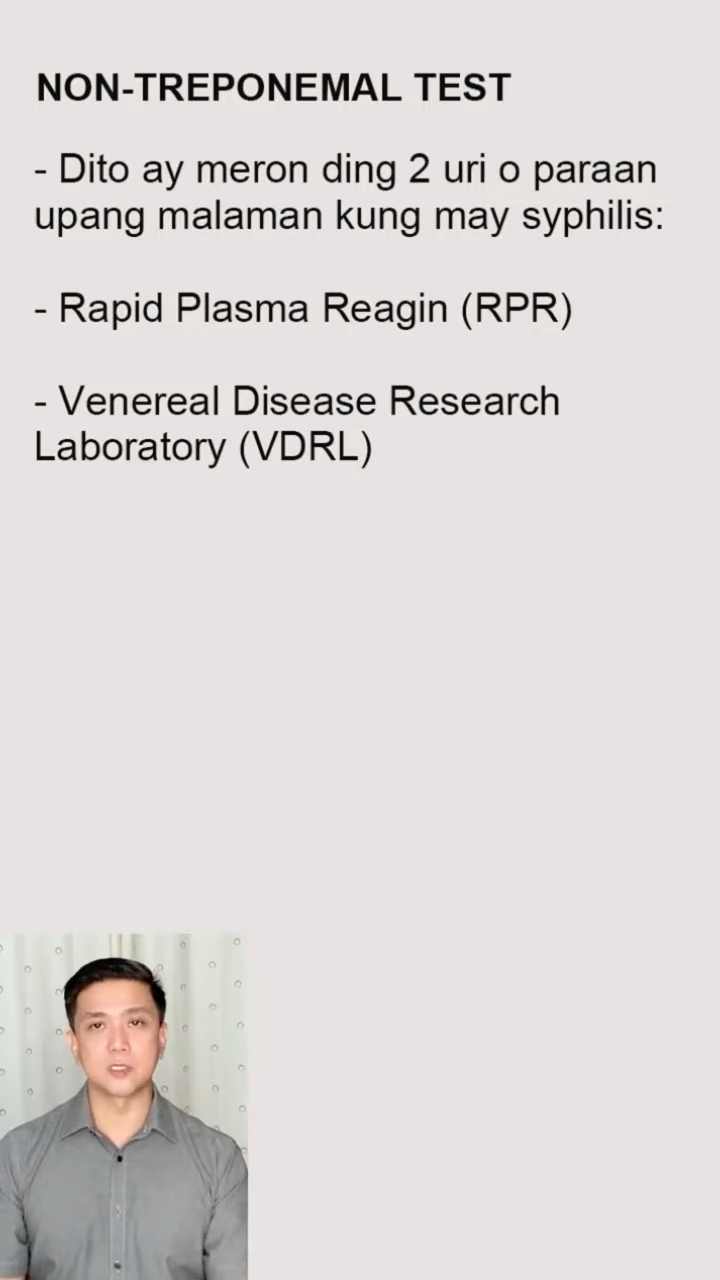 NON-TREPONEMAL TEST
- Dito ay meron ding 2 uri o paraan
upang malaman kung may syphilis:
- Rapid Plasma Reagin (RPR)
- Venereal Disease Research
Laboratory (VDRL)